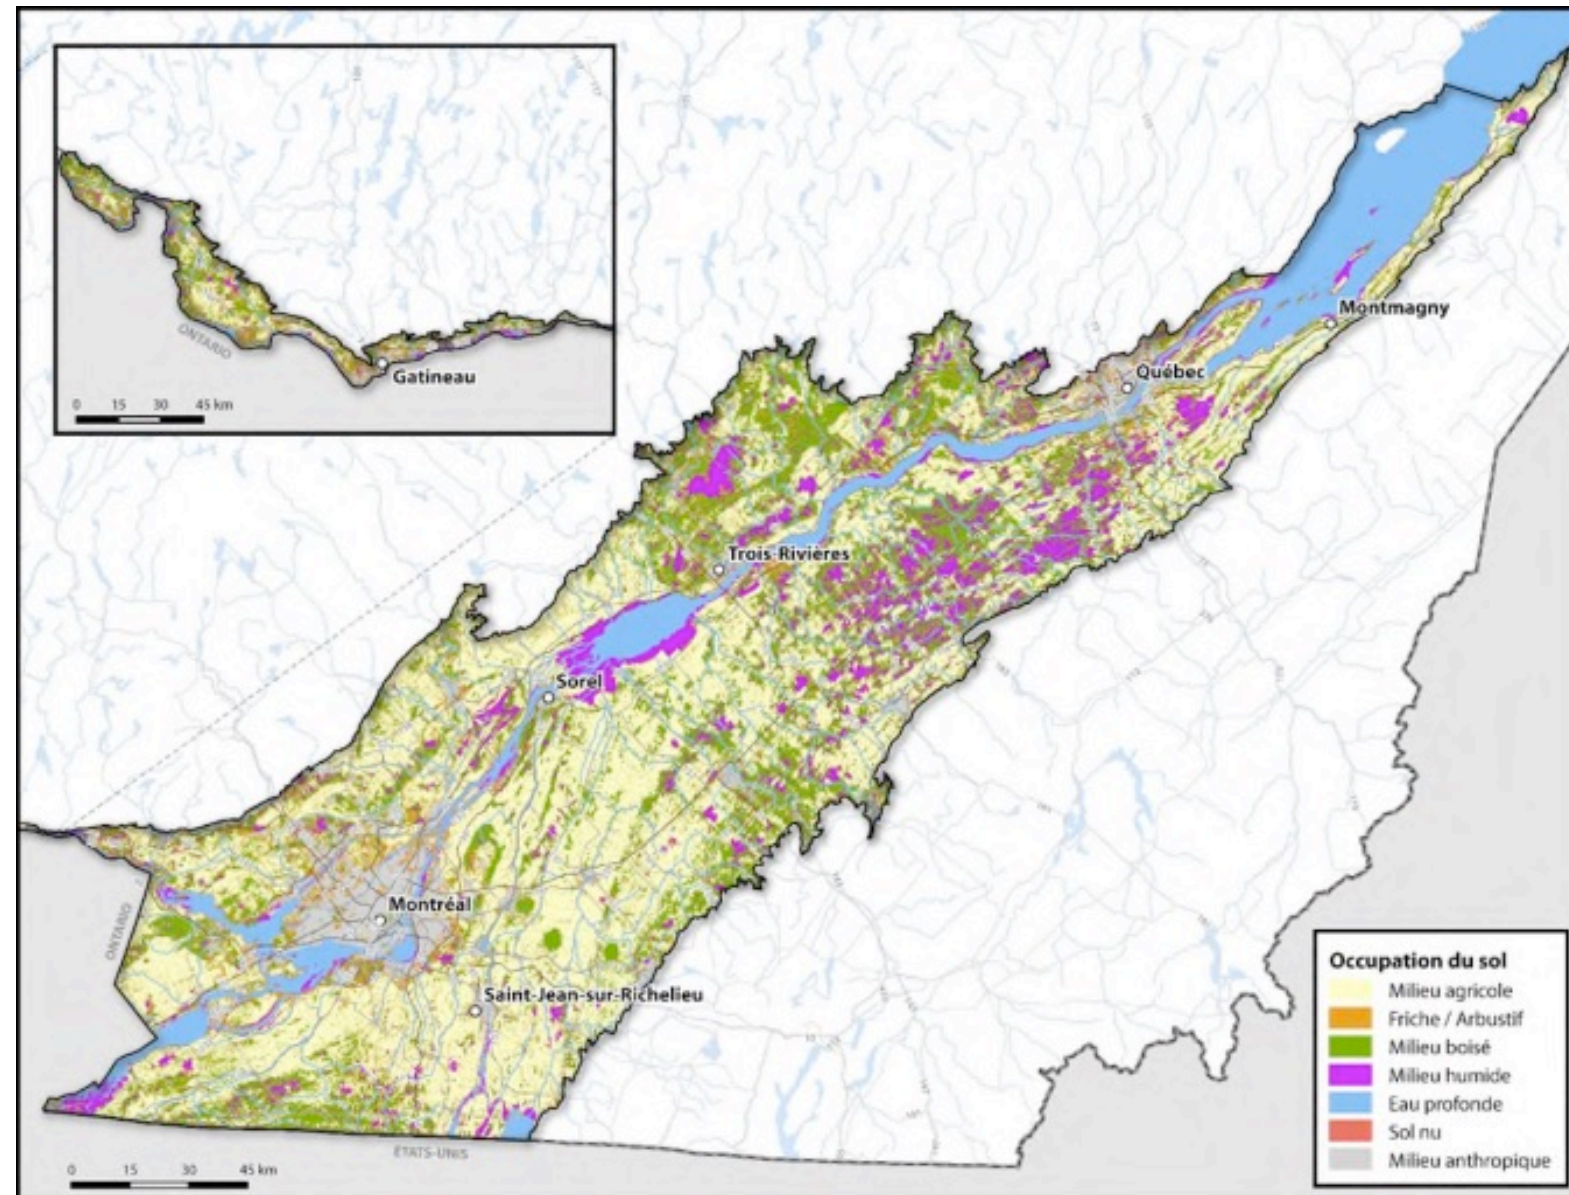 ONTARIO
Gatineau
0 15 30 45 km
Montmagny
Québec
Trois-Rivières
Sorel
Montréal
ONTARIO
Saint-Jean-sur-Richelieu
ÉTATS-UNIS
0 15 30 45 km
Occupation du sol
Milieu agricole
Friche / Arbustif
Milieu boisé
Milieu humide
Eau profonde
Sol nu
Milieu anthropique